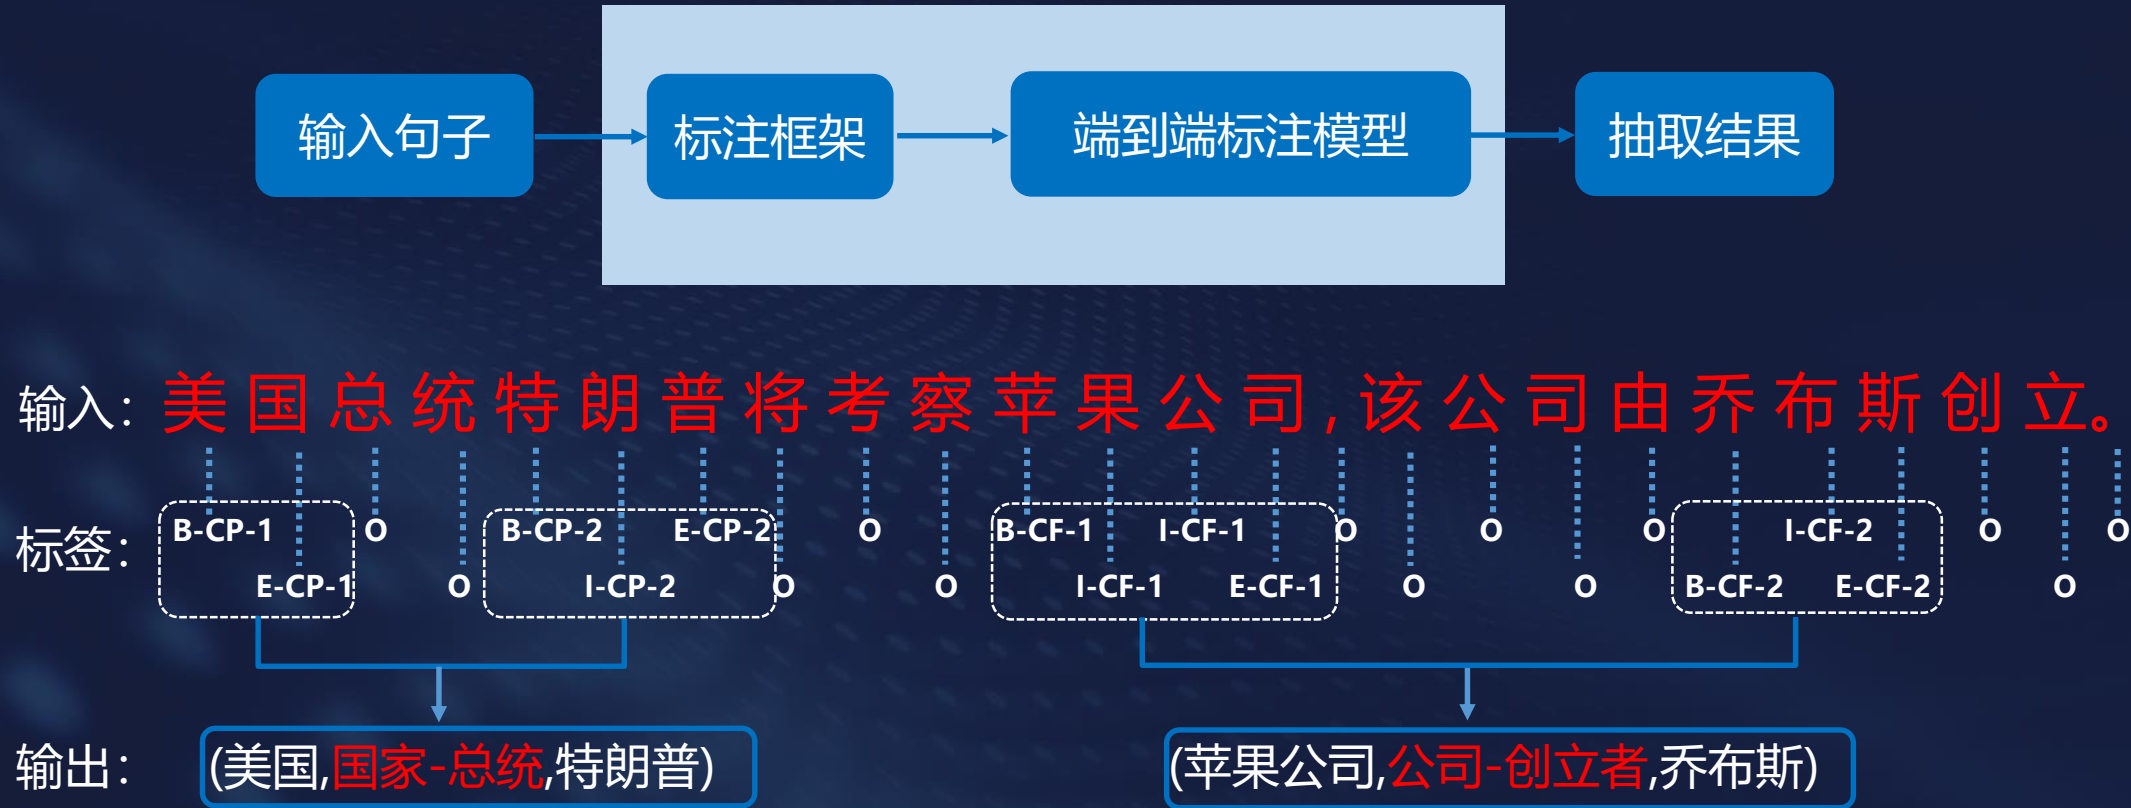 输入句子 标注框架 端到端标注模型 抽取结果
输入：美国总统特朗普将考察苹果公司,该公司由乔布斯创立。
标签：B-CP-1 O B-CP-2 E-CP-2 O B-CF-1 I-CF-1 O O O I-CF-2 O O
E-CP-1 O I-CP-2 O O I-CF-1 E-CF-1 O O B-CF-2 E-CF-2 O
输出： (美国,国家-总统,特朗普) (苹果公司,公司-创立者,乔布斯)